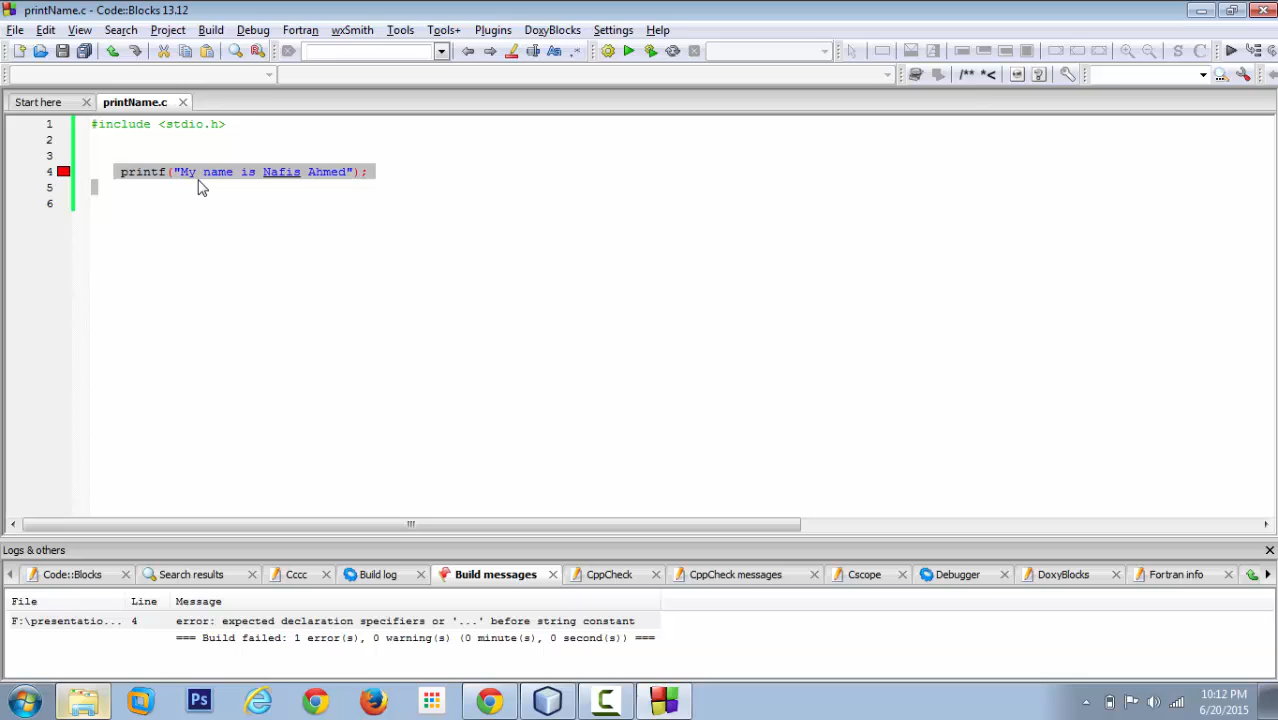 printName.c - Code::Blocks 13.12
File Edit View Search Project Build Debug Fortran wxSmith Tools Tools+ Plugins DoxyBlocks Settings Help
/** *<
Start here printName.c
1 #include <stdio.h>
2
3
4 printf("My name is Nafis Ahmed");
5
6
Logs & others
Code::Blocks Search results Cccc Build log Build messages CppCheck CppCheck messages Cscope Debugger DoxyBlocks Fortran info
File Line Message
F:\presentatio... 4 error: expected declaration specifiers or '...' before string constant
=== Build failed: 1 error(s), 0 warning(s) (0 minute(s), 0 second(s)) ===
Ps
10:12 PM
6/20/2015